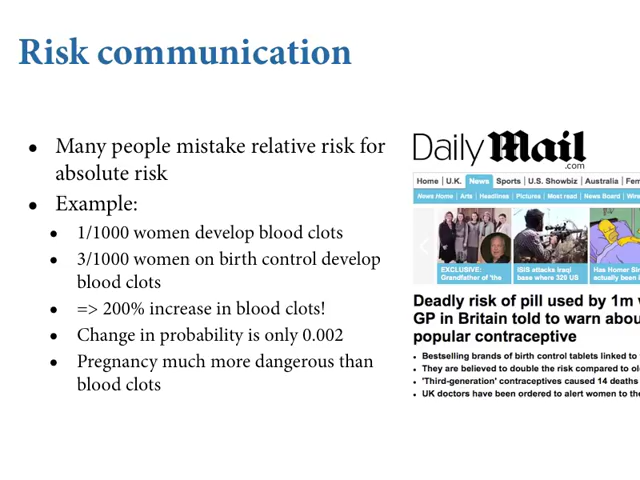 Risk communication
● Many people mistake relative risk for
absolute risk
● Example:
● 1/1000 women develop blood clots
● 3/1000 women on birth control develop
blood clots
● => 200% increase in blood clots!
● Change in probability is only 0.002
● Pregnancy much more dangerous than
blood clots
Daily Mail
.com
Home U.K. News Sports U.S. Showbiz Australia
News Home Arts Headlines Pictures Most read News Board
EXCLUSIVE:
Grandfather of 'the
ISIS attacks Iraqi
base where 320 US
Has Homer
actually been
Deadly risk of pill used by 1m
GP in Britain told to warn
popular contraceptive
• Bestselling brands of birth control tablets linked to
• They are believed to double the risk compared to
• 'Third-generation' contraceptives caused 14 deaths
• UK doctors have been ordered to alert women to